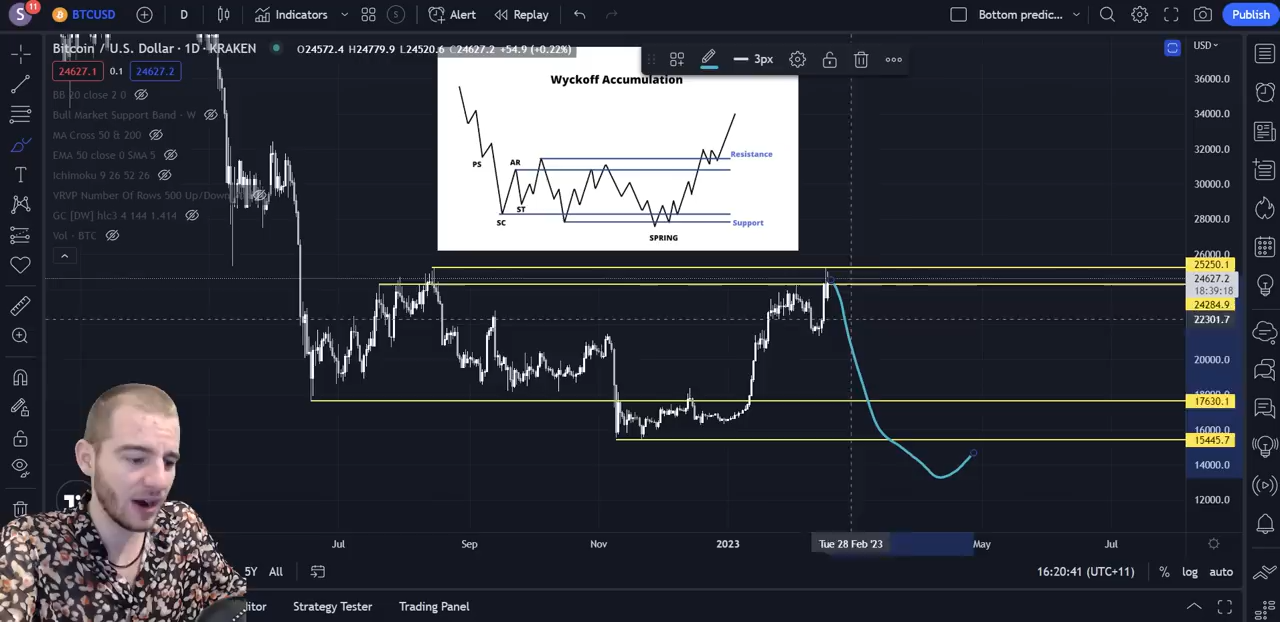 S 11 BTCUSD D Indicators S Alert Replay Bottom predic... Publish
Bitcoin / U.S. Dollar · 1D · KRAKEN O24572.4 H24779.9 L24520.6 C24627.2 +54.9 (+0.22%)
24627.1 0.1 24627.2
3px
USD
BB 20 close 2 0
Bull Market Support Band - W
MA Cross 50 & 200
EMA 50 close 0 SMA 5
Ichimoku 9 26 52 26
VRVP Number Of Rows 500 Up/Down
GC [DW] hlc3 4 144 1.414
Vol · BTC
Wyckoff Accumulation
PS
AR
Resistance
SC
ST
Support
SPRING
36000.0
34000.0
32000.0
30000.0
28000.0
26000.0
25250.1
24627.2
18:39:18
24284.9
22301.7
20000.0
17630.1
16000.0
15445.7
14000.0
12000.0
Jul Sep Nov 2023 Tue 28 Feb '23 May Jul
5Y All 16:20:41 (UTC+11) % log auto
Strategy Tester Trading Panel